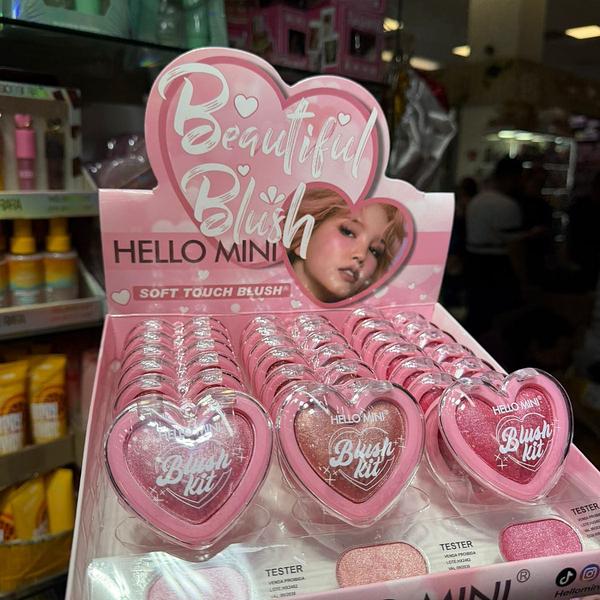 Beautiful
Blush
HELLO MINI
SOFT TOUCH BLUSH
HELLO MINI
Blush
kit
HELLO MINI
Blush
kit
HELLO MINI
Blush
kit
TESTER
VENDA PROIBIDA
TESTER
VENDA PROIBIDA
TESTER
VENDA PROIBIDA
MINI®